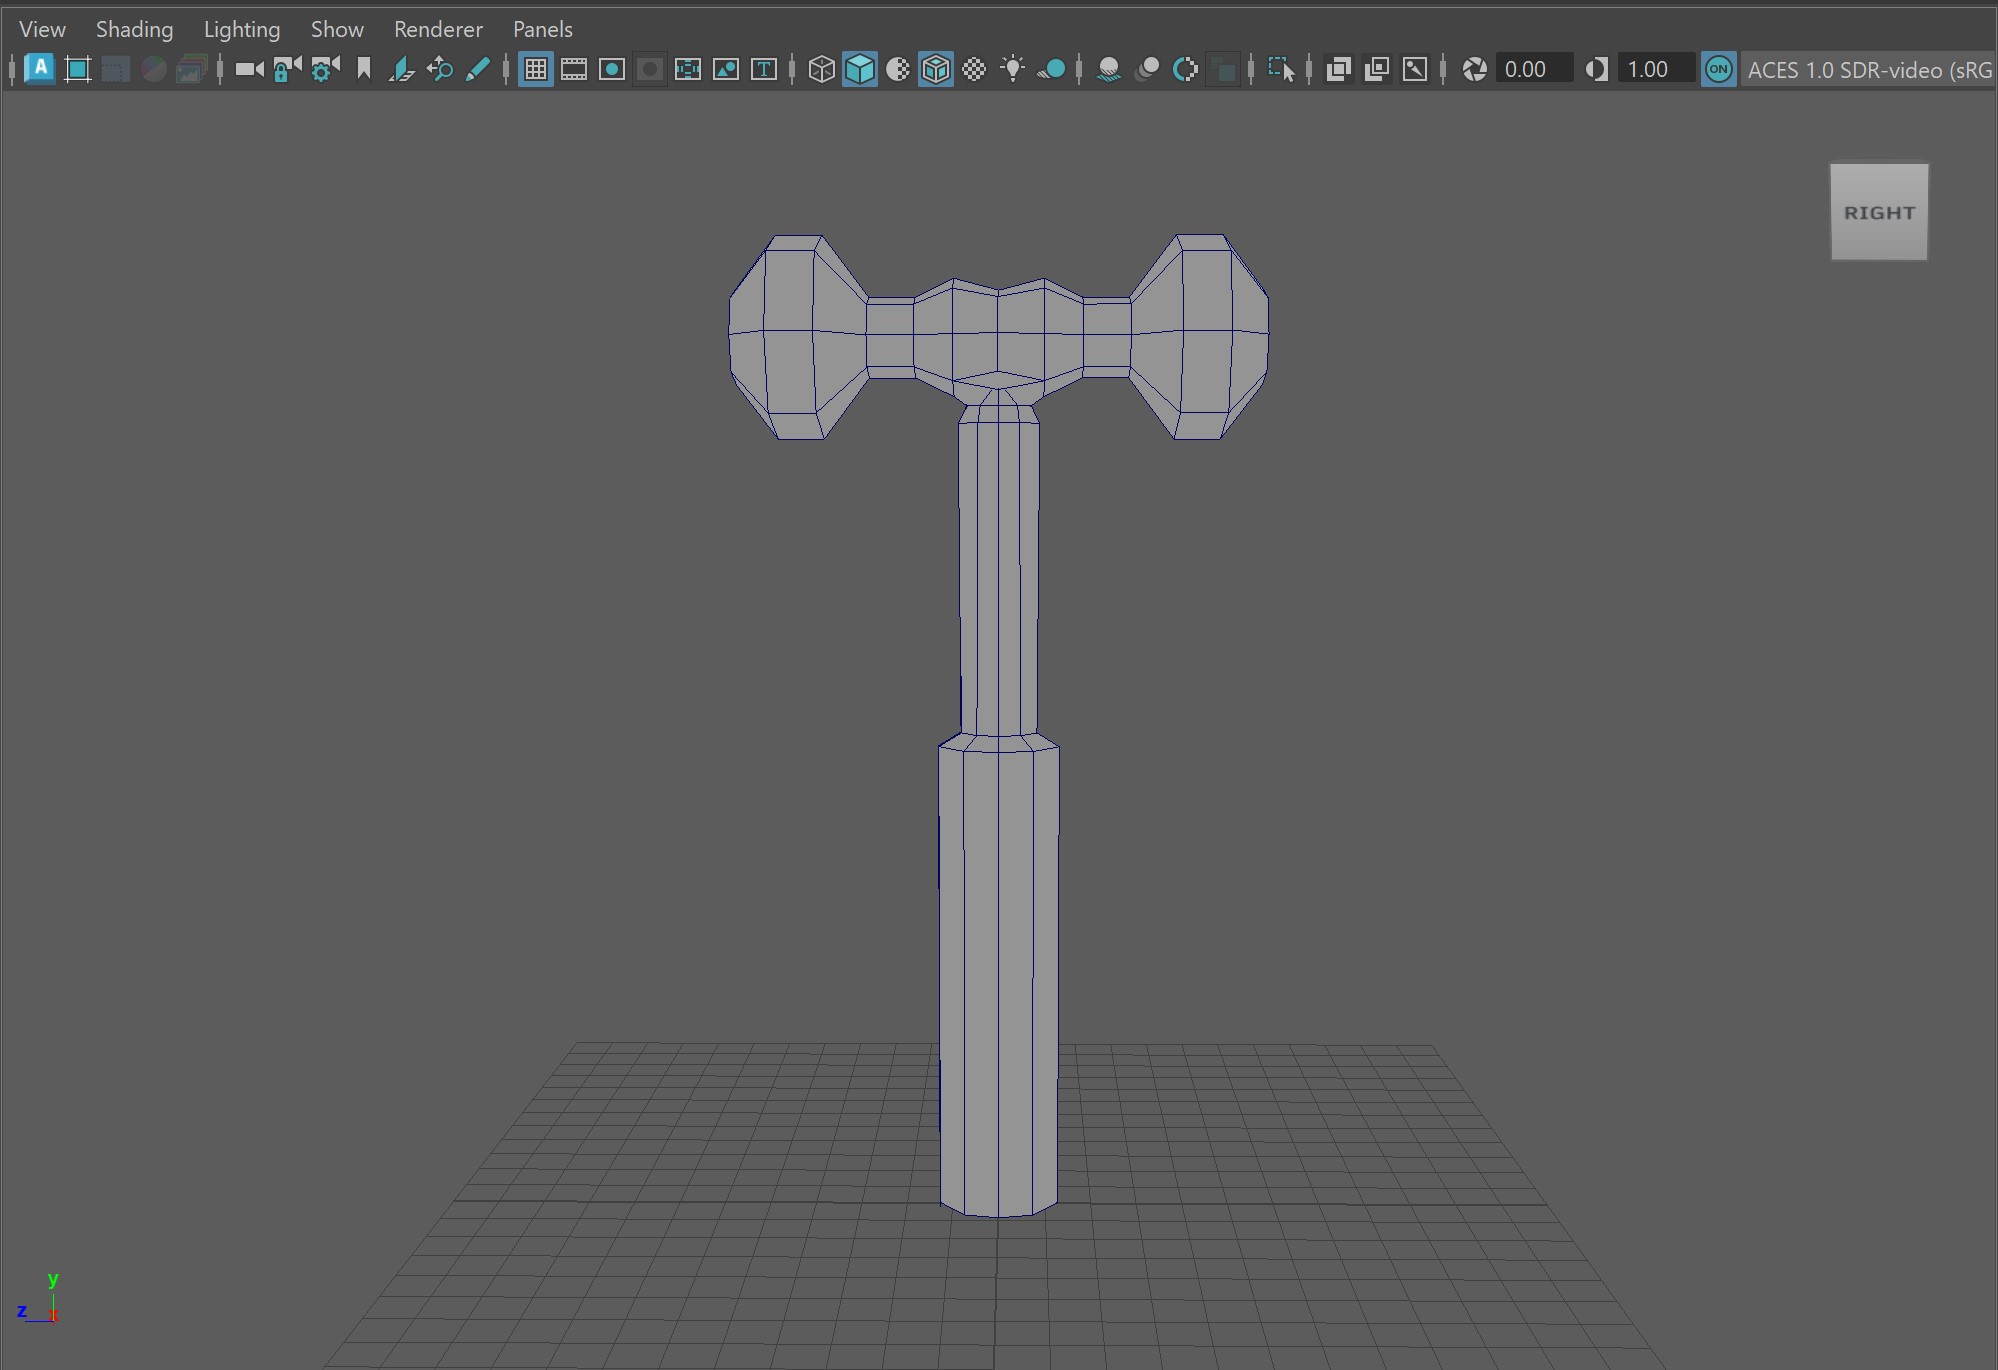 View Shading Lighting Show Renderer Panels
A T 0.00 1.00 ON ACES 1.0 SDR-video (sRG
RIGHT
y
z x